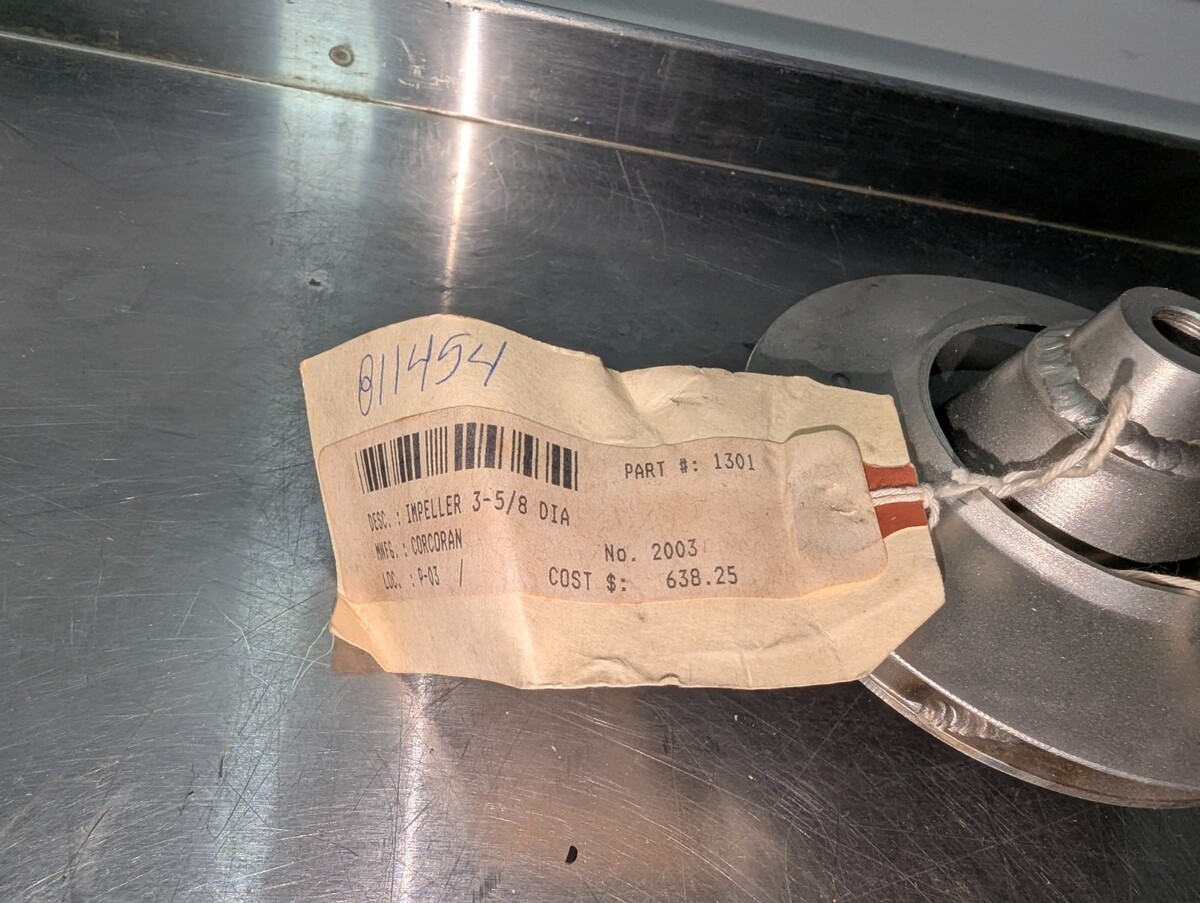 011454
PART #: 1301
DESC.: IMPELLER 3-5/8 DIA
MNFG.: CORCORAN
No. 2003
LOC. : P-03 /
COST $: 638.25